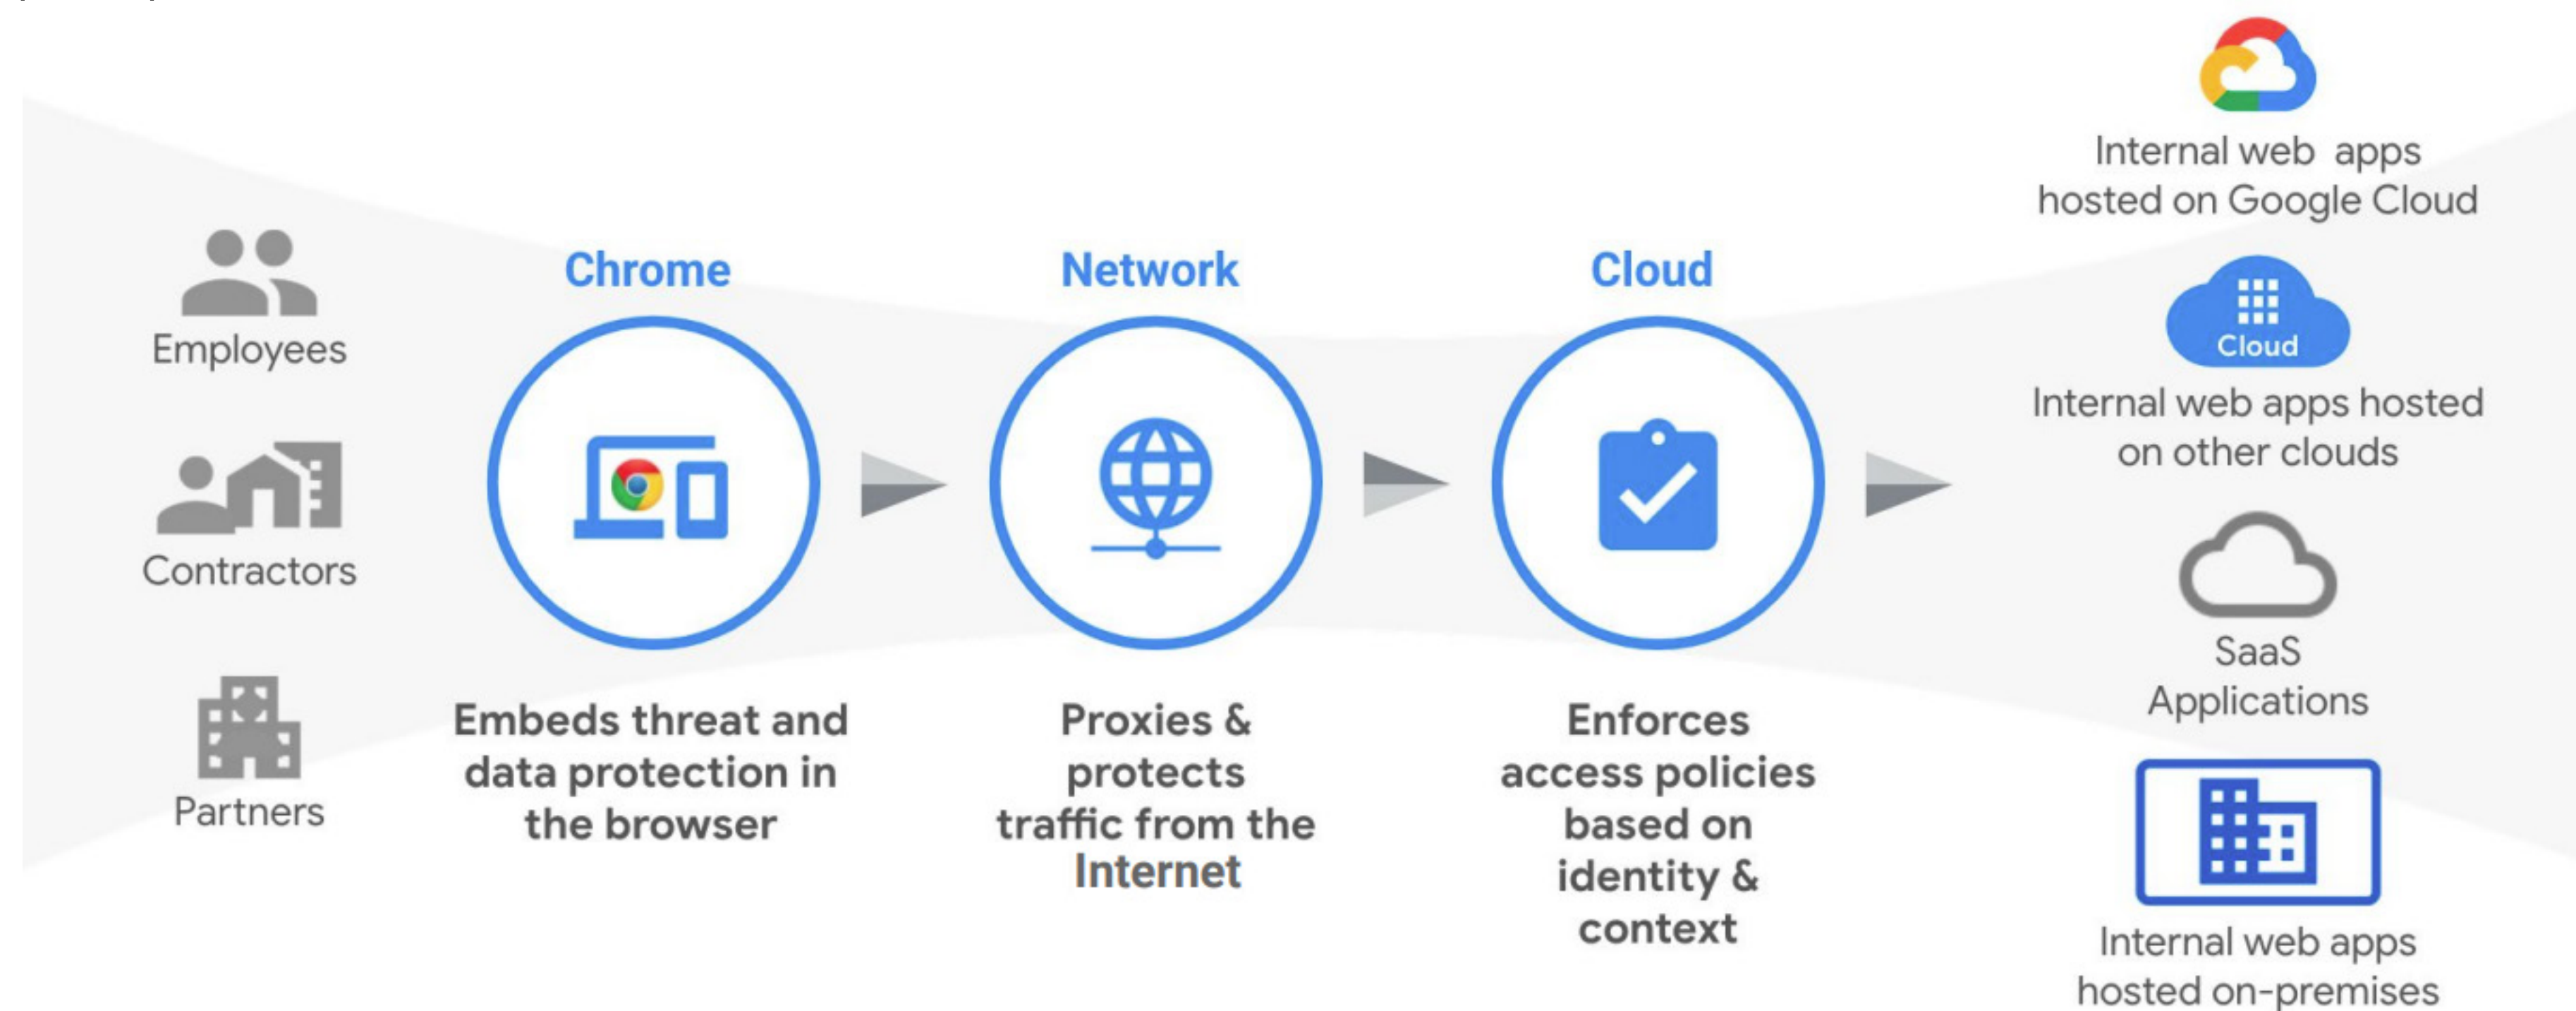 Employees
Contractors
Partners
Chrome
Embeds threat and
data protection in
the browser
Network
Proxies &
protects
traffic from the
Internet
Cloud
Enforces
access policies
based on
identity &
context
Internal web apps
hosted on Google Cloud
Cloud
Internal web apps hosted
on other clouds
SaaS
Applications
Internal web apps
hosted on-premises